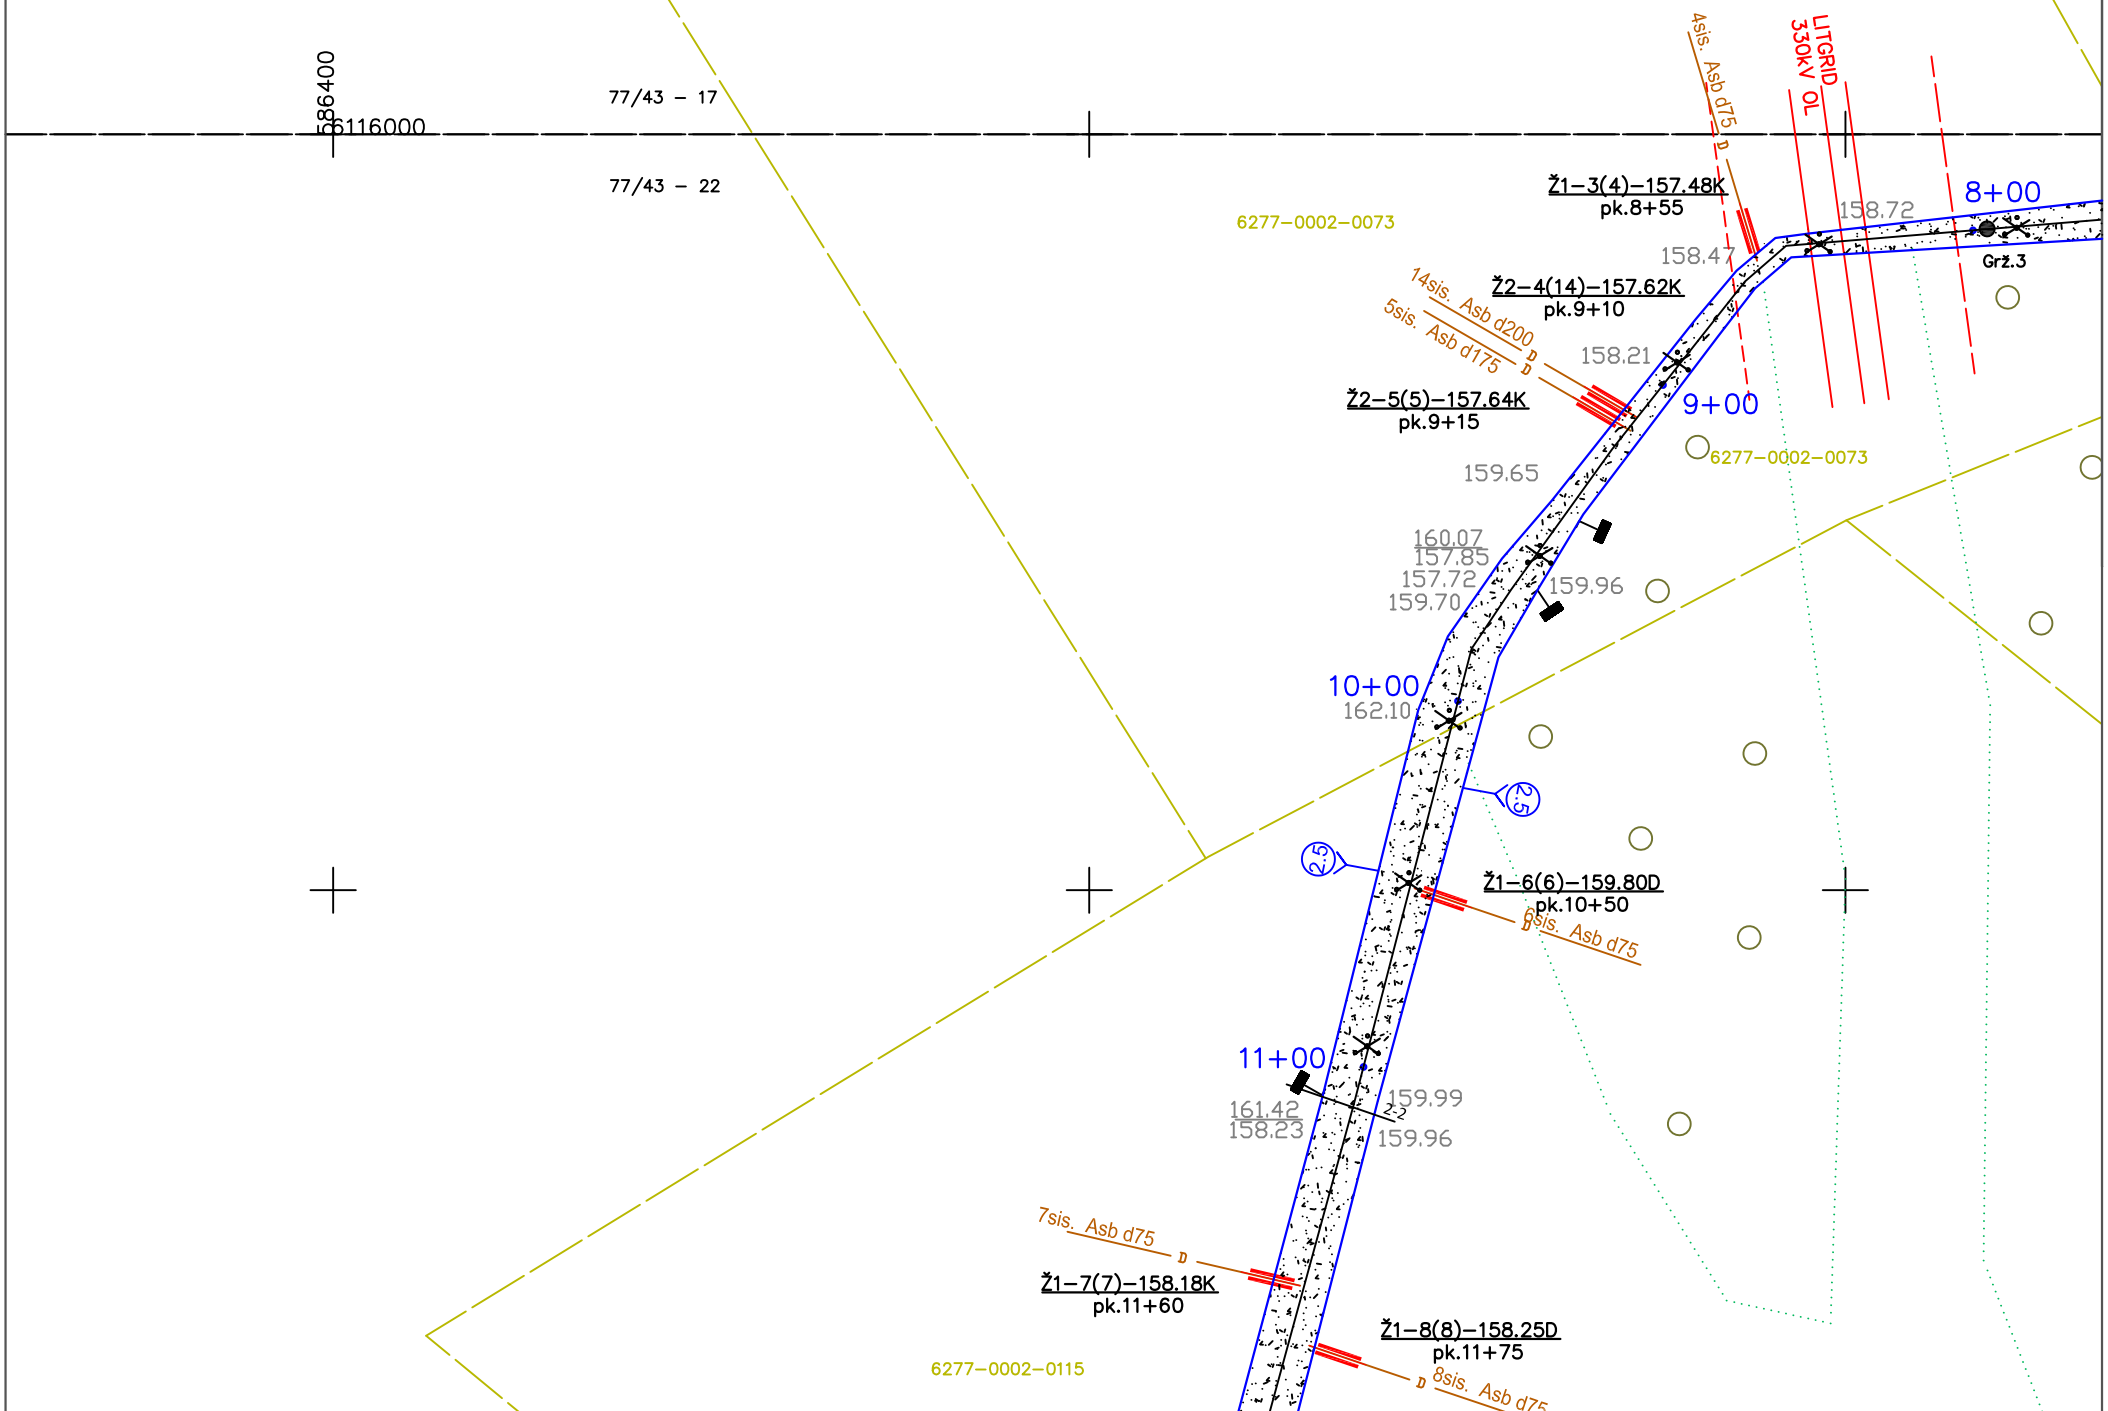 586400
6116000
77/43 - 17
77/43 - 22
6277-0002-0073
4sis. Asb d75
D
LITGRID
330kV OL
Ž1-3(4)-157.48K
pk.8+55
158.72
8+00
Grž.3
158.47
Ž2-4(14)-157.62K
pk.9+10
14sis. Asb d200
D
5sis. Asb d175
D
158.21
9+00
Ž2-5(5)-157.64K
pk.9+15
6277-0002-0073
159.65
160.07
157.85
157.72
159.70
159.96
10+00
162.10
2.5
2.5
Ž1-6(6)-159.80D
pk.10+50
6sis. Asb d75
D
11+00
161.42
158.23
159.99
2-2
159.96
7sis. Asb d75
D
Ž1-7(7)-158.18K
pk.11+60
Ž1-8(8)-158.25D
pk.11+75
D
8sis. Asb d75
6277-0002-0115